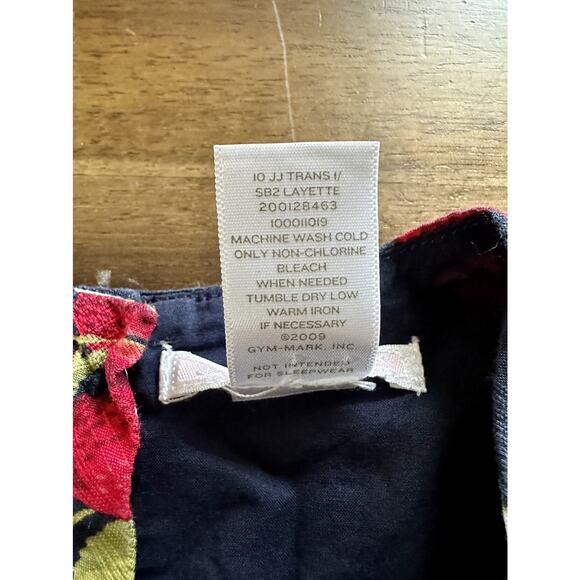 10 JJ TRANS 1/
SB2 LAYETTE
200128463
100011019
MACHINE WASH COLD
ONLY NON-CHLORINE
BLEACH
WHEN NEEDED
TUMBLE DRY LOW
WARM IRON
IF NECESSARY
©2009
GYM-MARK, INC.
NOT INTENDED
FOR SLEEPWEAR